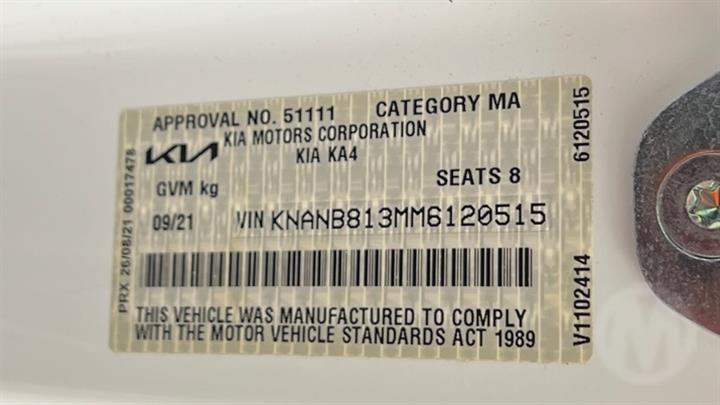 APPROVAL NO. 51111 CATEGORY MA
KIA KIA MOTORS CORPORATION
KIA KA4
GVM kg SEATS 8
09/21 VIN KNANB813MM6120515
THIS VEHICLE WAS MANUFACTURED TO COMPLY
WITH THE MOTOR VEHICLE STANDARDS ACT 1989
PRX 26/08/21 00017478
V1102414 6120515
M